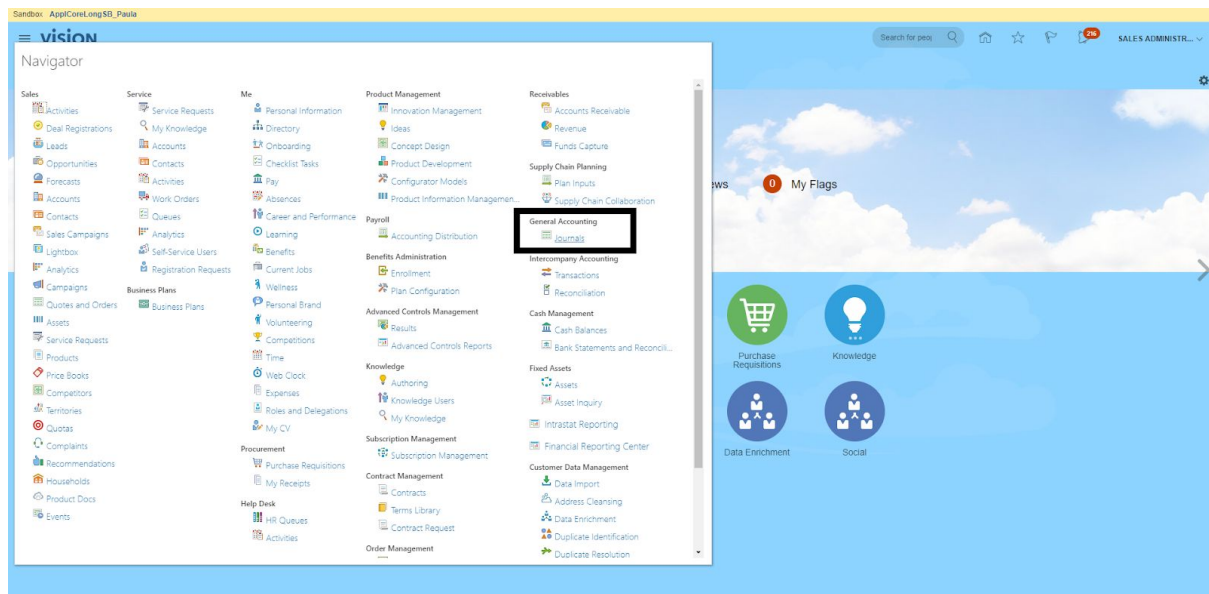 Sandbox ApplCoreLongSB_Paula
vision
Search for peop
216
SALES ADMINISTR...
Navigator
Sales
Activities
Deal Registrations
Leads
Opportunities
Forecasts
Accounts
Contacts
Sales Campaigns
Lightbox
Analytics
Campaigns
Quotes and Orders
Assets
Service Requests
Products
Price Books
Competitors
Territories
Quotas
Complaints
Recommendations
Households
Product Docs
Events
Service
Service Requests
My Knowledge
Accounts
Contacts
Activities
Work Orders
Queues
Analytics
Self-Service Users
Registration Requests
Business Plans
Business Plans
Me
Personal Information
Directory
Onboarding
Checklist Tasks
Pay
Absences
Career and Performance
Learning
Benefits
Current Jobs
Wellness
Personal Brand
Volunteering
Competitions
Time
Web Clock
Expenses
Roles and Delegations
My CV
Procurement
Purchase Requisitions
My Receipts
Help Desk
HR Queues
Activities
Product Management
Innovation Management
Ideas
Concept Design
Product Development
Configurator Models
Product Information Managemen...
Payroll
Accounting Distribution
Benefits Administration
Enrollment
Plan Configuration
Advanced Controls Management
Results
Advanced Controls Reports
Knowledge
Authoring
Knowledge Users
My Knowledge
Subscription Management
Subscription Management
Contract Management
Contracts
Terms Library
Contract Request
Order Management
Receivables
Accounts Receivable
Revenue
Funds Capture
Supply Chain Planning
Plan Inputs
Supply Chain Collaboration
General Accounting
Journals
Intercompany Accounting
Transactions
Reconciliation
Cash Management
Cash Balances
Bank Statements and Reconcili...
Fixed Assets
Assets
Asset Inquiry
Intrastat Reporting
Financial Reporting Center
Customer Data Management
Data Import
Address Cleansing
Data Enrichment
Duplicate Identification
Duplicate Resolution
ews
0 My Flags
Purchase
Requisitions
Knowledge
Data Enrichment
Social